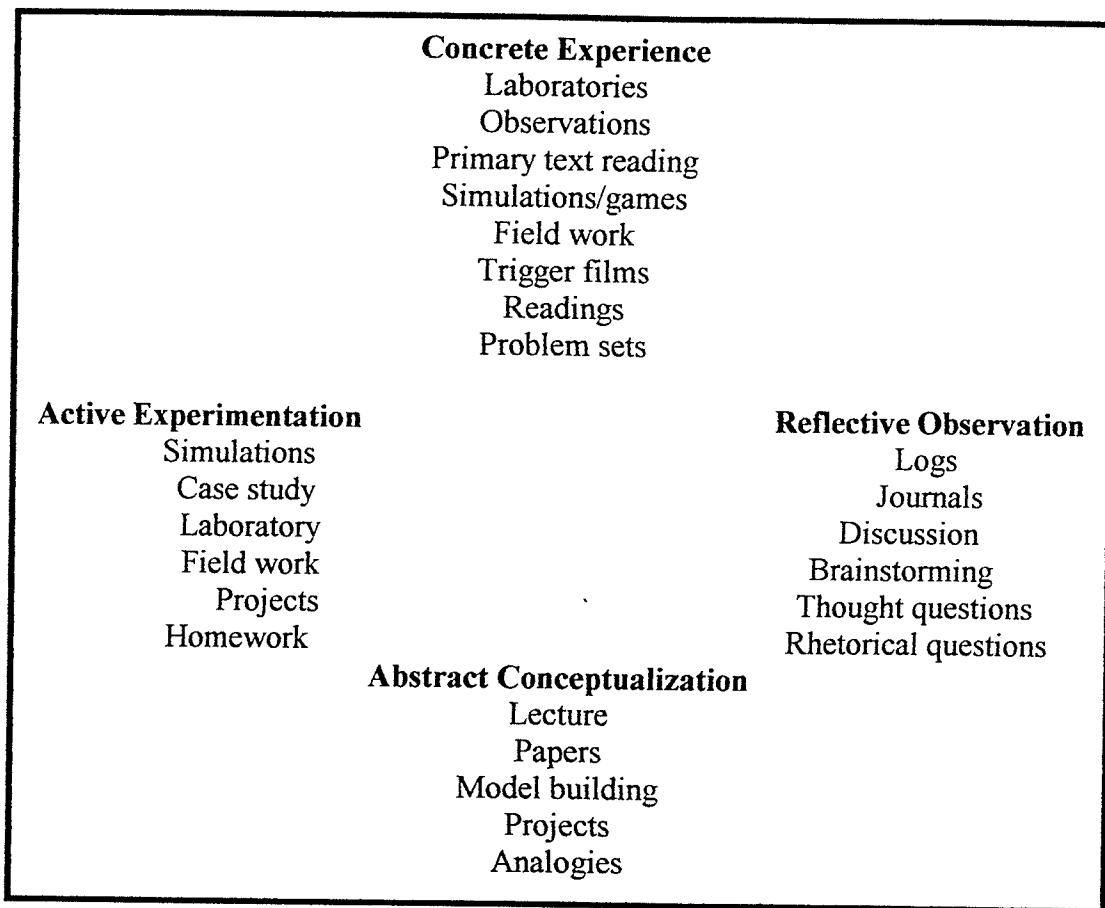 Concrete Experience
Laboratories
Observations
Primary text reading
Simulations/games
Field work
Trigger films
Readings
Problem sets
Active Experimentation
Simulations
Case study
Laboratory
Field work
Projects
Homework
Reflective Observation
Logs
Journals
Discussion
Brainstorming
Thought questions
Rhetorical questions
Abstract Conceptualization
Lecture
Papers
Model building
Projects
Analogies